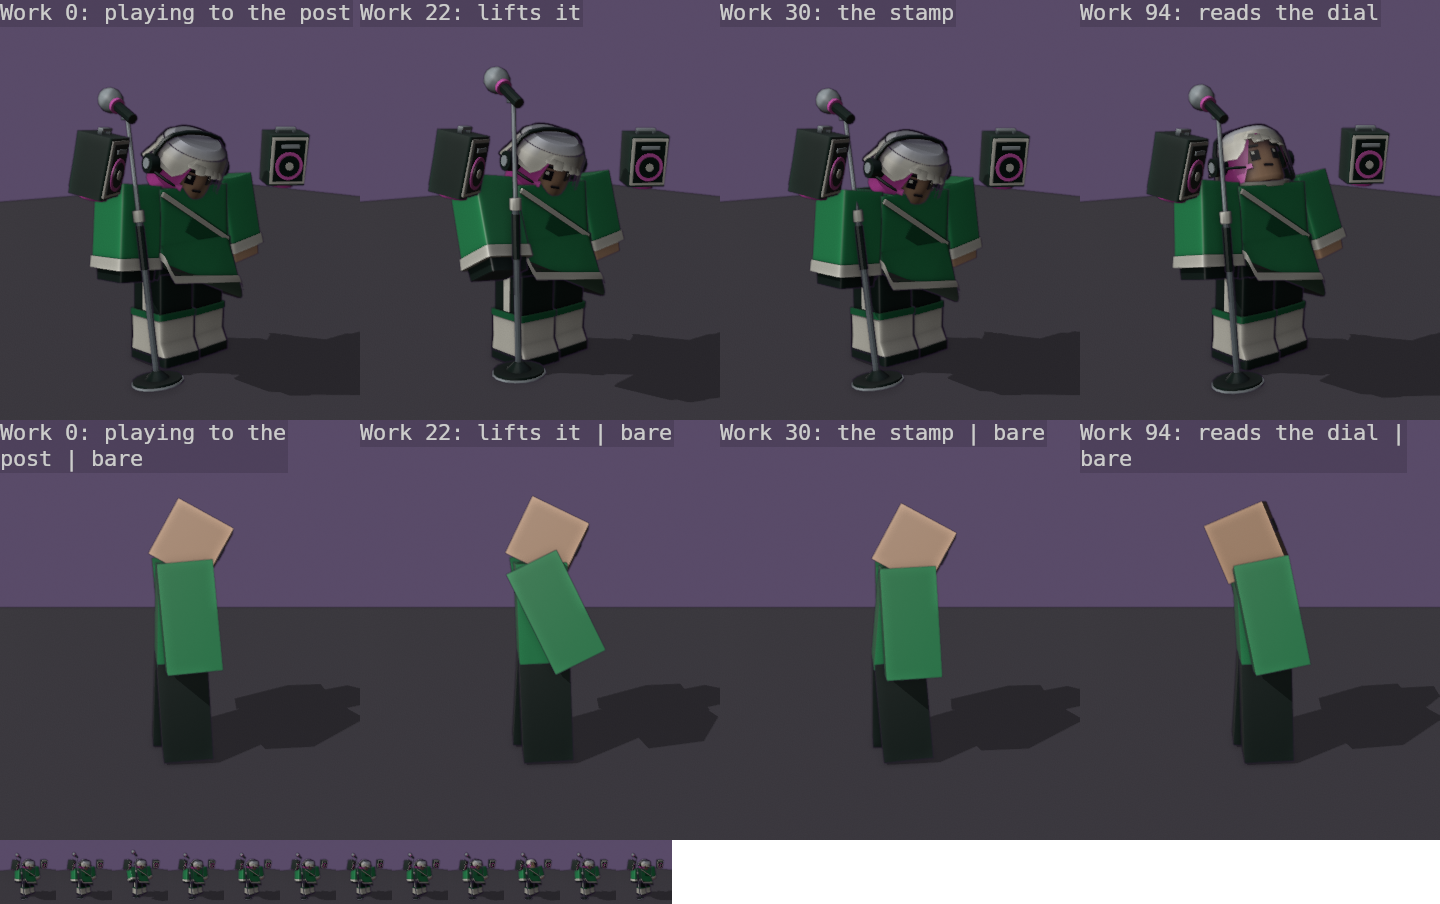 Work 0: playing to the post
Work 22: lifts it
Work 30: the stamp
Work 94: reads the dial
Work 0: playing to the
post | bare
Work 22: lifts it | bare
Work 30: the stamp | bare
Work 94: reads the dial |
bare